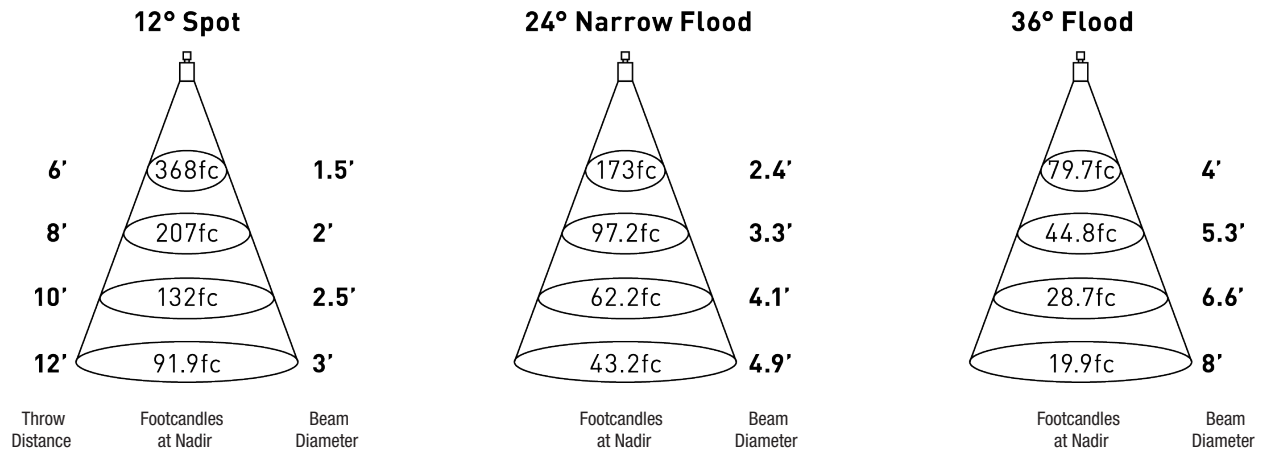 12° Spot 24° Narrow Flood 36° Flood
6’ 368fc 1.5’ 173fc 2.4’ 79.7fc 4’
8’ 207fc 2’ 97.2fc 3.3’ 44.8fc 5.3’
10’ 132fc 2.5’ 62.2fc 4.1’ 28.7fc 6.6’
12’ 91.9fc 3’ 43.2fc 4.9’ 19.9fc 8’
Throw Footcandles Beam Footcandles Beam Footcandles Beam
Distance at Nadir Diameter at Nadir Diameter at Nadir Diameter